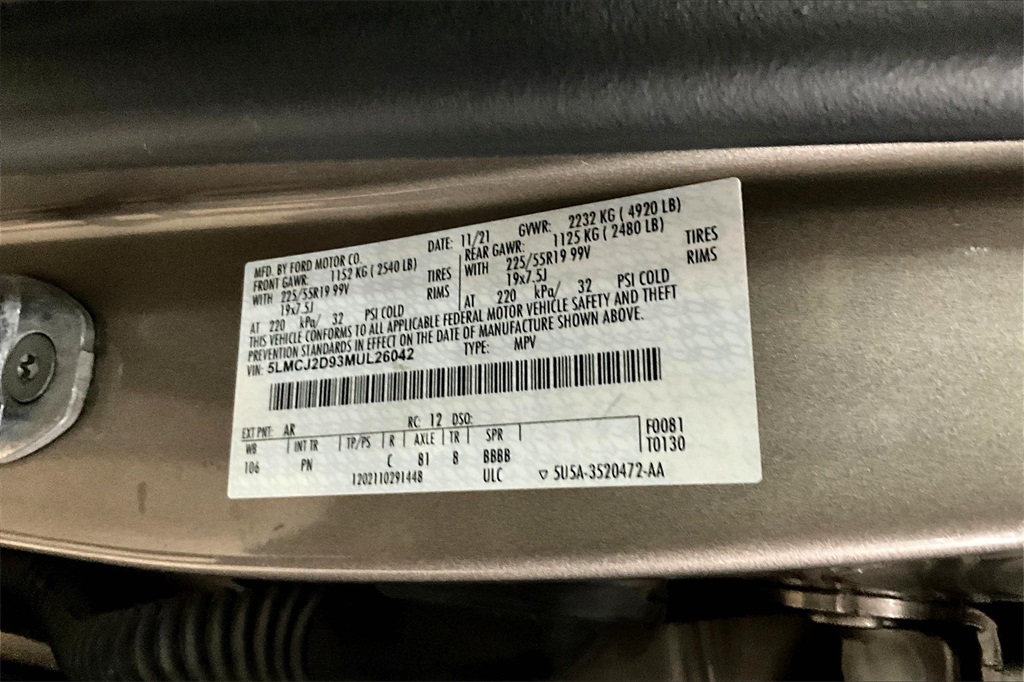 MFD. BY FORD MOTOR CO. DATE: 11/21 GVWR: 2232 KG ( 4920 LB)
FRONT GAWR: 1152 KG ( 2540 LB) REAR GAWR: 1125 KG ( 2480 LB)
WITH 225/55R19 99V TIRES WITH 225/55R19 99V TIRES
19x7.5J RIMS 19x7.5J RIMS
AT 220 kPa/ 32 PSI COLD AT 220 kPa/ 32 PSI COLD
THIS VEHICLE CONFORMS TO ALL APPLICABLE FEDERAL MOTOR VEHICLE SAFETY AND THEFT
PREVENTION STANDARDS IN EFFECT ON THE DATE OF MANUFACTURE SHOWN ABOVE.
VIN: 5LMCJ2D93MUL26042 TYPE: MPV
EXT PNT: AR RC: 12 DSO: F0081
WB INT TR TP/PS R AXLE TR SPR T0130
106 PN C 81 8 BBBB
1202110291448 ULC ▽ 5U5A-3520472-AA